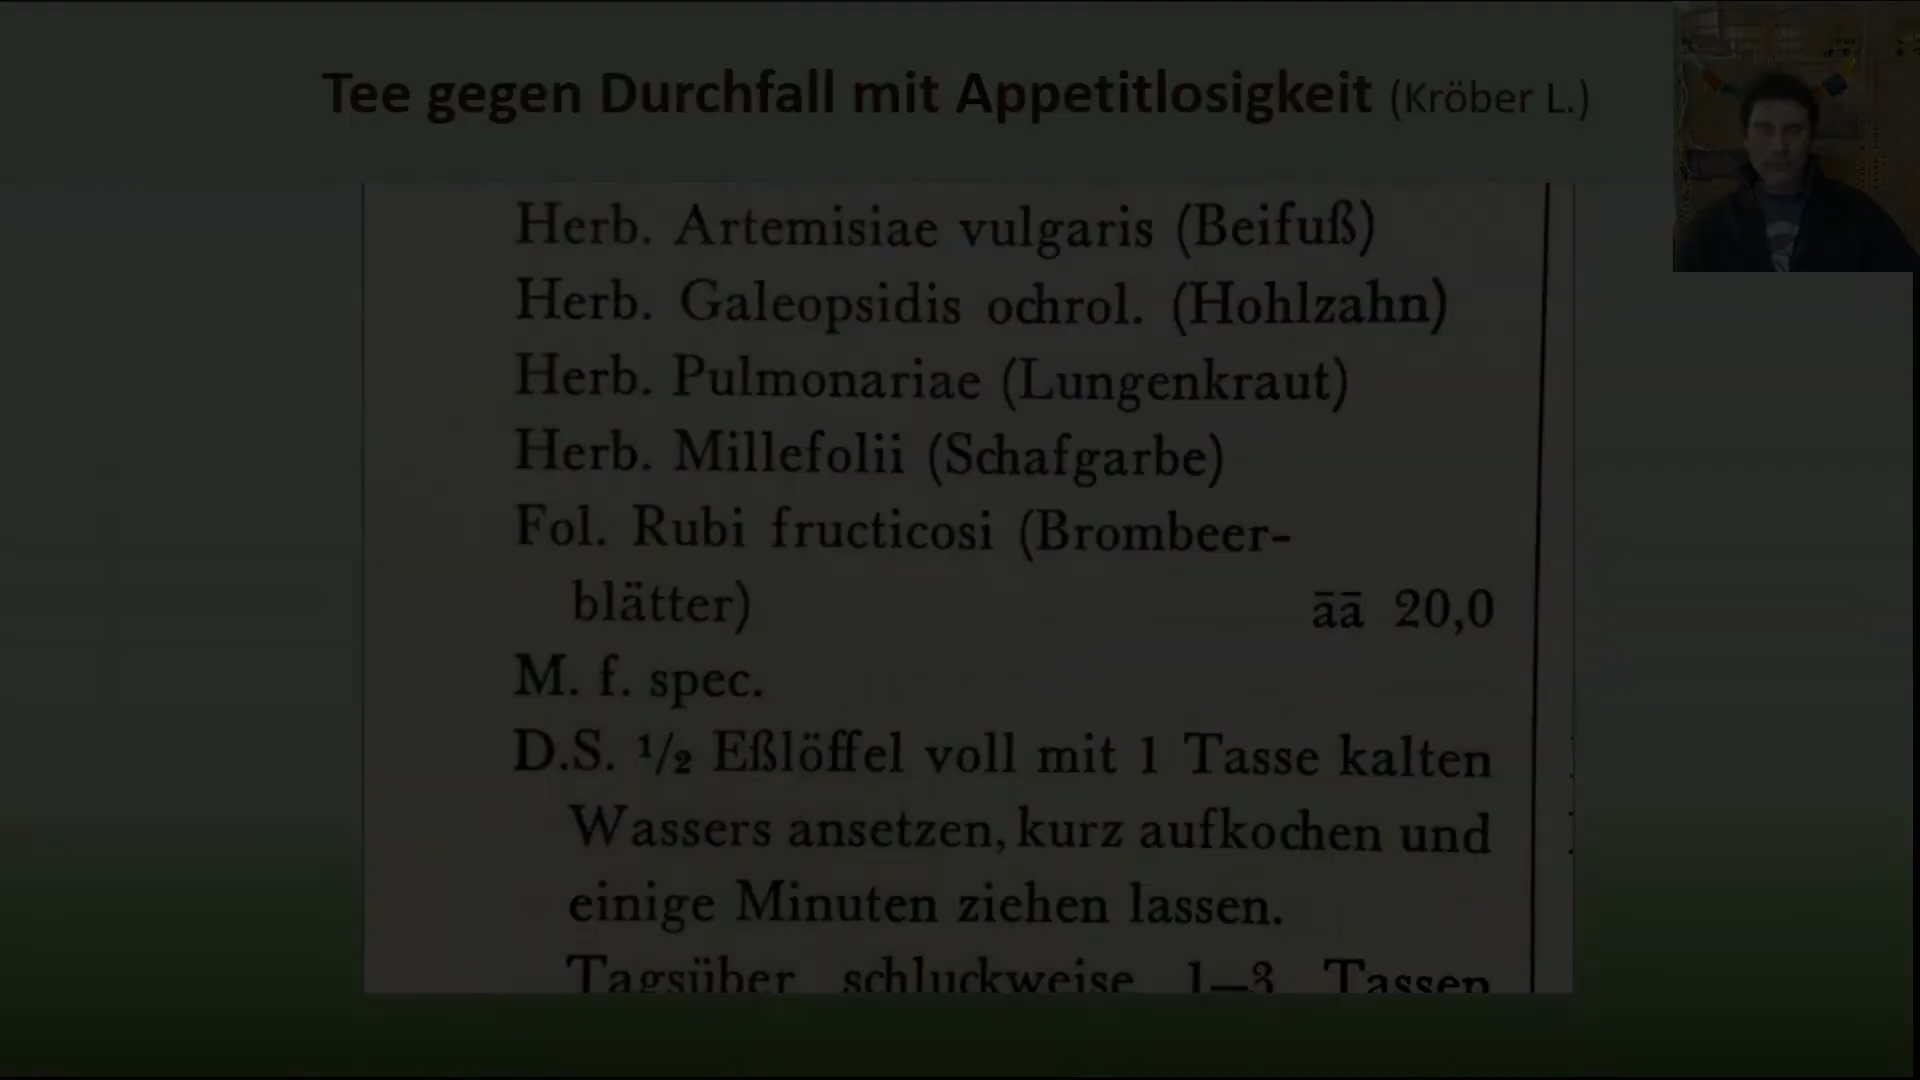 Tee gegen Durchfall mit Appetitlosigkeit (Kröber L.)
Herb. Artemisiae vulgaris (Beifuß)
Herb. Galeopsidis ochrol. (Hohlzahn)
Herb. Pulmonariae (Lungenkraut)
Herb. Millefolii (Schafgarbe)
Fol. Rubi fructicosi (Brombeer-
blätter) āā 20,0
M. f. spec.
D.S. 1/2 Eßlöffel voll mit 1 Tasse kalten
Wassers ansetzen, kurz aufkochen und
einige Minuten ziehen lassen.
Tagsüber schluckweise 1–3 Tassen